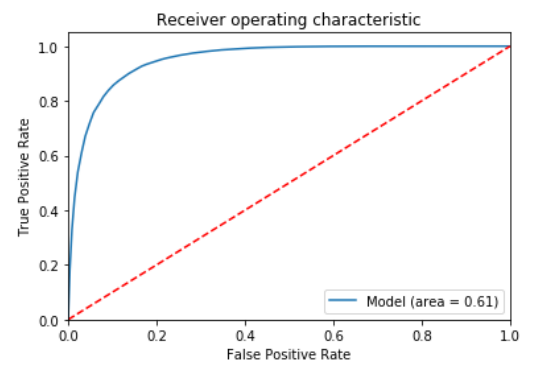 Receiver operating characteristic
1.0
0.8
0.6
0.4
0.2
0.0
True Positive Rate
Model (area = 0.61)
0.0 0.2 0.4 0.6 0.8 1.0
False Positive Rate